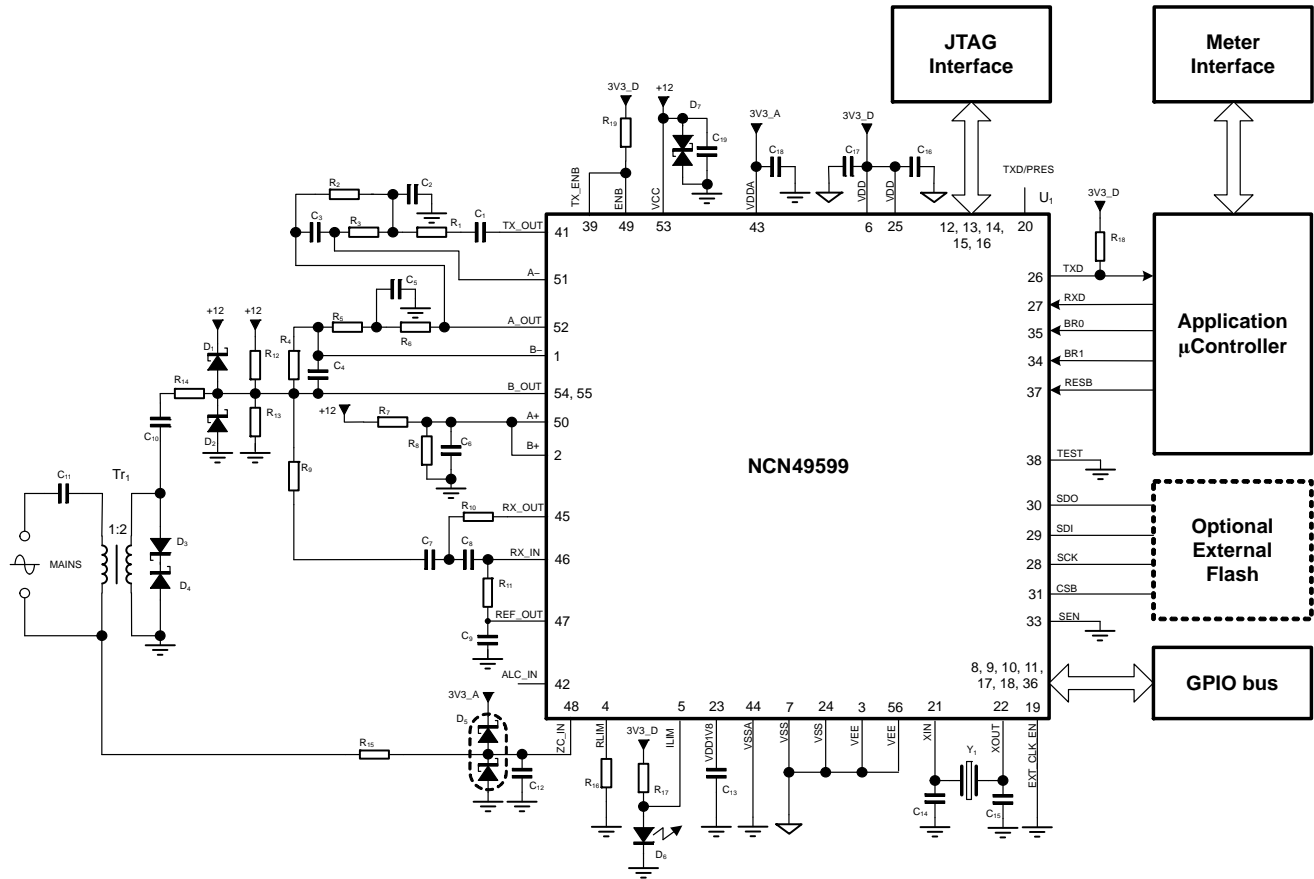 JTAG
Interface
Meter
Interface
3V3_D
+12
D7
R19
C19
3V3_A
C18
3V3_D
C17
C16
TXD/PRES
TX_ENB
ENB
VCC
VDDA
VDD
VDD
U1
39
49
53
43
6
25
12, 13, 14,
15, 16
20
3V3_D
R18
R2
C2
C3
R3
R1
C1
TX_OUT
41
A–
51
C5
R5
R6
A_OUT
52
B–
1
+12
+12
D1
R12
R4
C4
R14
B_OUT
54, 55
D2
R13
+12
R7
A+
50
R8
C6
B+
2
C10
R9
C11
Tr1
1:2
MAINS
D3
D4
R10
RX_OUT
45
C7
C8
RX_IN
46
R11
REF_OUT
47
C9
ALC_IN
42
NCN49599
26
TXD
27
RXD
35
BR0
34
BR1
37
RESB
Application
µController
38
TEST
30
SDO
29
SDI
28
SCK
31
CSB
33
SEN
Optional
External
Flash
8, 9, 10, 11,
17, 18, 36
GPIO bus
48
4
5
23
44
7
24
3
56
21
22
19
ZC_IN
RLIM
ILIM
VDD1V8
VSSA
VSS
VSS
VEE
VEE
XIN
XOUT
EXT_CLK_EN
3V3_A
D5
R15
C12
R16
3V3_D
R17
D6
C13
Y1
C14
C15